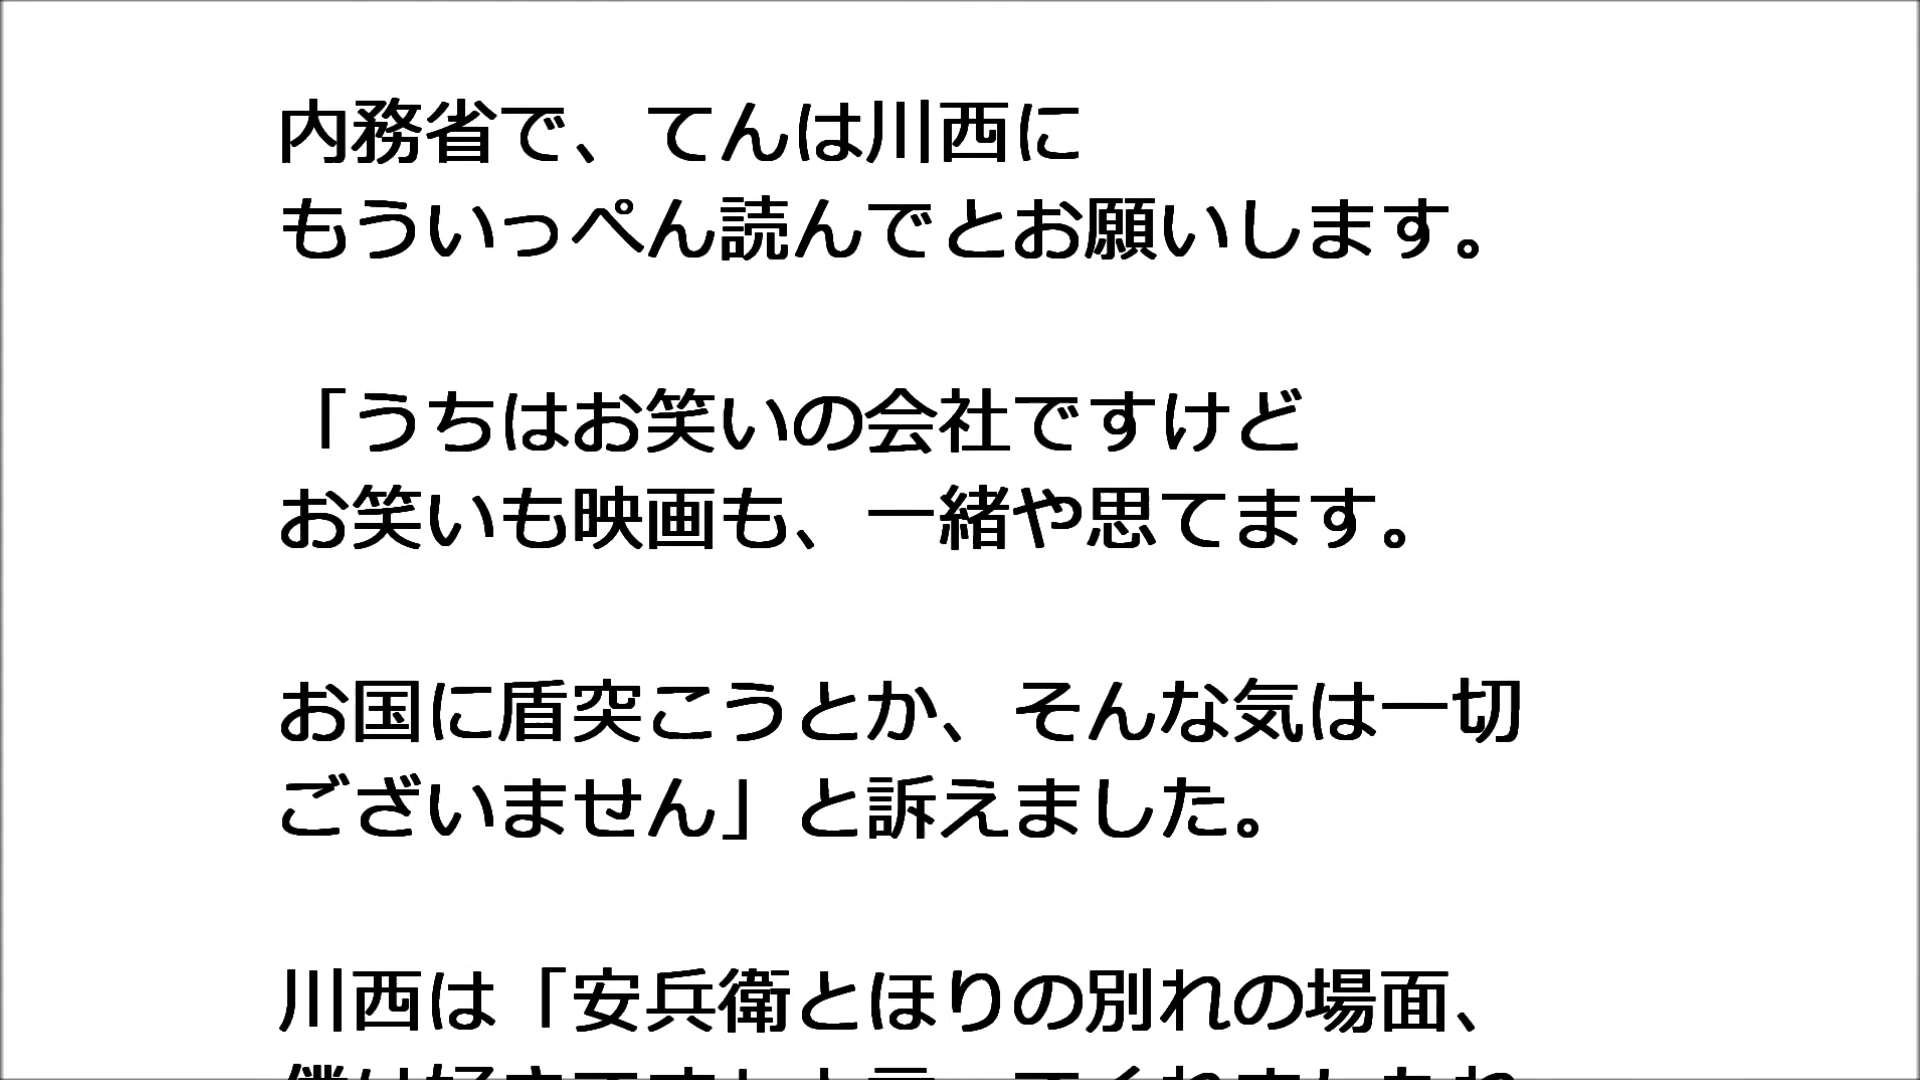 内務省で、てんは川西に
もういっぺん読んでとお願いします。
「うちはお笑いの会社ですけど
お笑いも映画も、一緒や思てます。
お国に盾突こうとか、そんな気は一切
ございません」と訴えました。
川西は「安兵衛とほりの別れの場面、